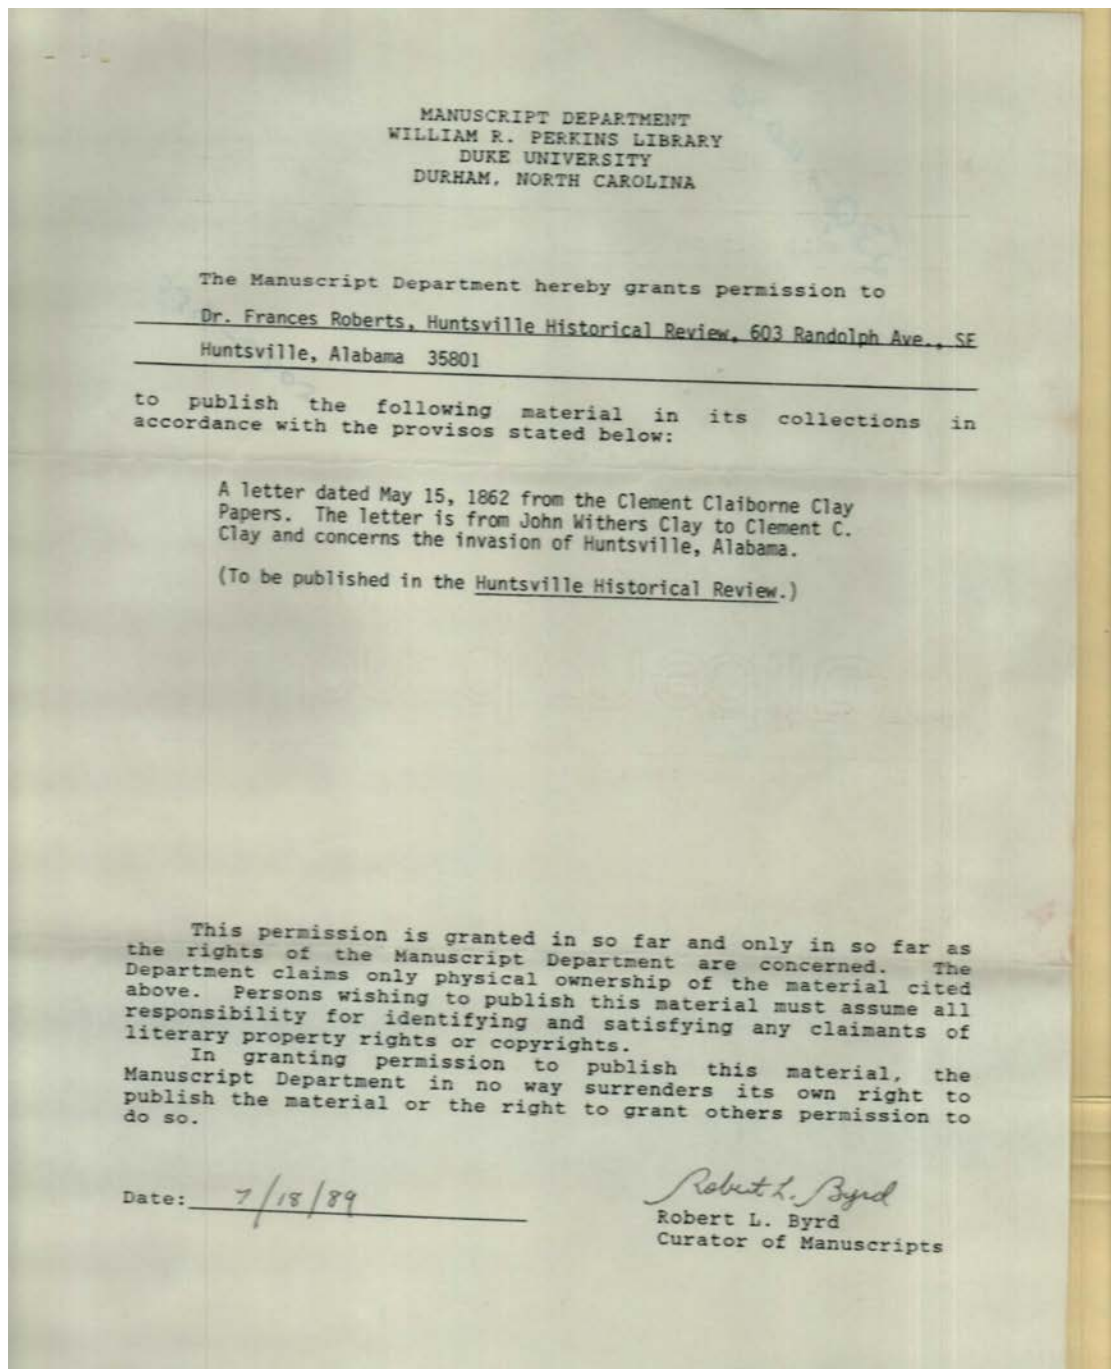 MANUSCRIPT DEPARTMENT
WILLIAM R. PERKINS LIBRARY
DUKE UNIVERSITY
DURHAM, NORTH CAROLINA
The Manuscript Department hereby grants permission to
Dr. Frances Roberts, Huntsville Historical Review, 603 Randolph Ave., SE
Huntsville, Alabama 35801
to publish the following material in its collections in
accordance with the provisos stated below:
A letter dated May 15, 1862 from the Clement Claiborne Clay
Papers. The letter is from John Withers Clay to Clement C.
Clay and concerns the invasion of Huntsville, Alabama.
(To be published in the Huntsville Historical Review.)
This permission is granted in so far and only in so far as
the rights of the Manuscript Department are concerned. The
Department claims only physical ownership of the material cited
above. Persons wishing to publish this material must assume all
responsibility for identifying and satisfying any claimants of
literary property rights or copyrights.
In granting permission to publish this material, the
Manuscript Department in no way surrenders its own right to
publish the material or the right to grant others permission to
do so.
Date: 7/18/89
Robert L. Byrd
Robert L. Byrd
Curator of Manuscripts